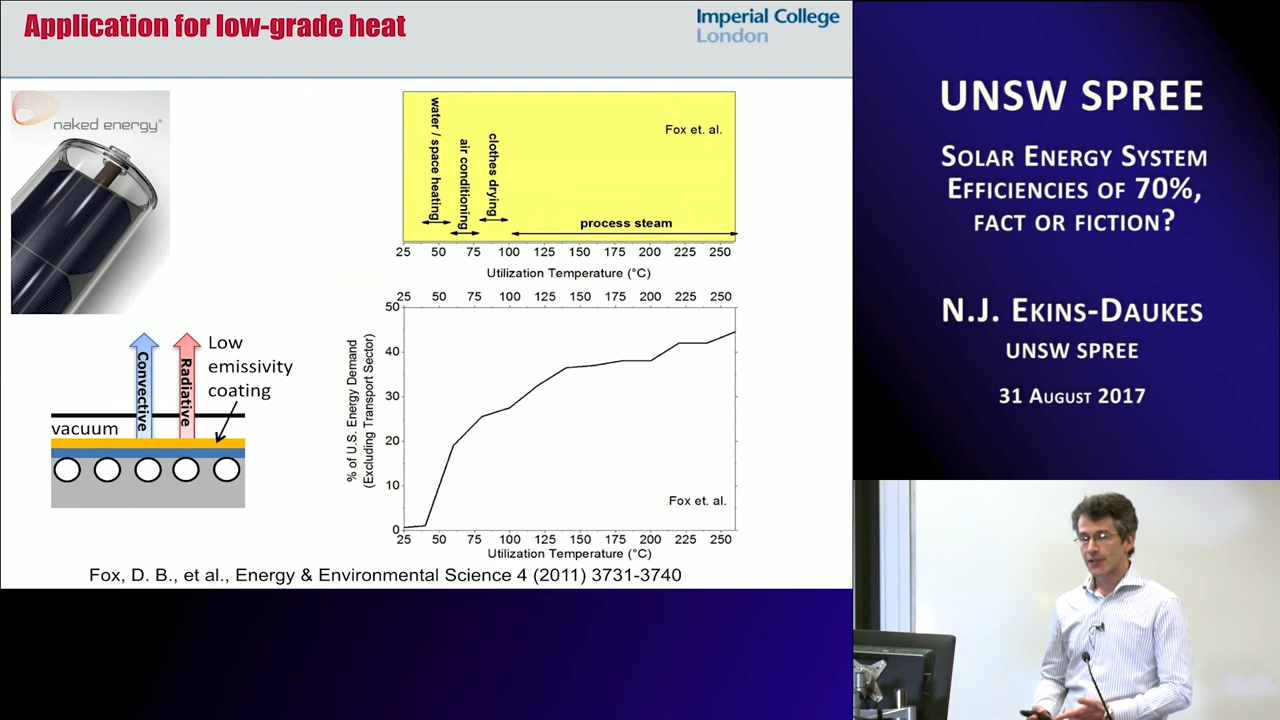 Application for low-grade heat
Imperial College
London
naked energy®
water / space heating
air conditioning
clothes drying
Fox et. al.
process steam
25 50 75 100 125 150 175 200 225 250
Utilization Temperature (°C)
25 50 75 100 125 150 175 200 225 250
% of U.S. Energy Demand
(Excluding Transport Sector)
50
40
30
20
10
0
Fox et. al.
25 50 75 100 125 150 175 200 225 250
Utilization Temperature (°C)
Convective
Radiative
Low
emissivity
coating
vacuum
Fox, D. B., et al., Energy & Environmental Science 4 (2011) 3731-3740
UNSW SPREE
Solar Energy System
Efficiencies of 70%,
fact or fiction?
N.J. Ekins-Daukes
UNSW SPREE
31 August 2017